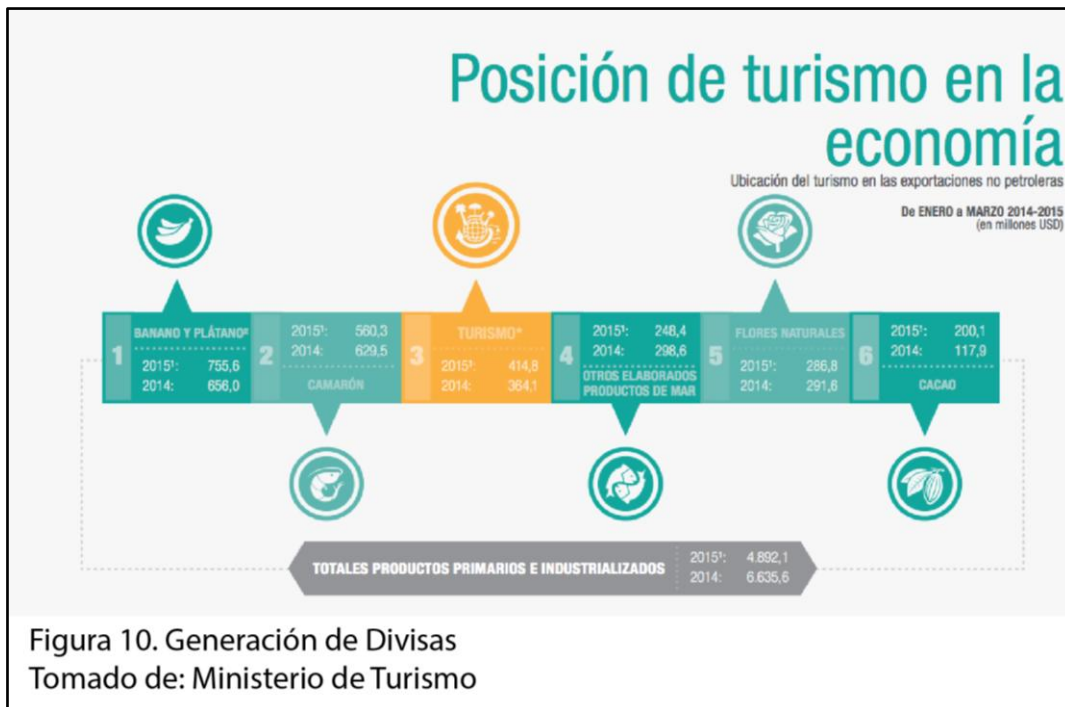 Posición de turismo en la
economía
Ubicación del turismo en las exportaciones no petroleras
De ENERO a MARZO 2014-2015
(en millones USD)
1
BANANO Y PLÁTANO²
2015¹: 755,6
2014: 656,0
2
2015¹: 560,3
2014: 629,5
CAMARÓN
3
TURISMO*
2015¹: 414,8
2014: 364,1
4
2015¹: 248,4
2014: 298,6
OTROS ELABORADOS
PRODUCTOS DE MAR
5
FLORES NATURALES
2015¹: 286,8
2014: 291,6
6
2015¹: 200,1
2014: 117,9
CACAO
TOTALES PRODUCTOS PRIMARIOS E INDUSTRIALIZADOS
2015¹: 4.892,1
2014: 6.635,6
Figura 10. Generación de Divisas
Tomado de: Ministerio de Turismo